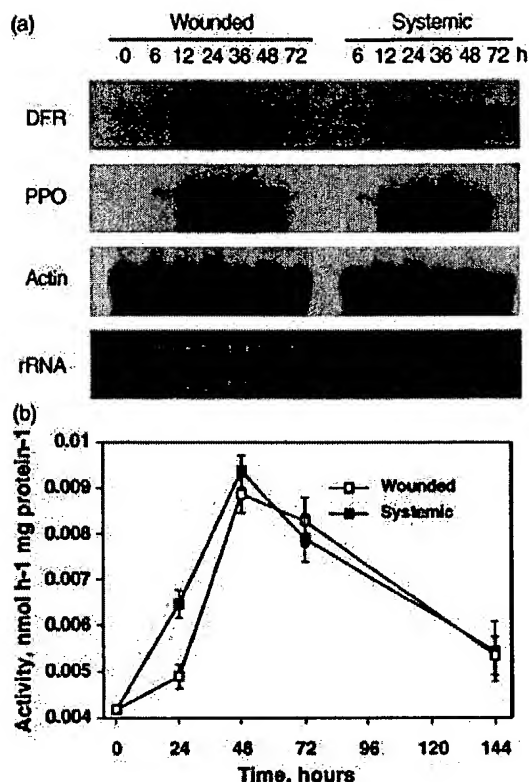 (a) Wounded Systemic
0 6 12 24 36 48 72 6 12 24 36 48 72 h
DFR
PPO
Actin
rRNA
(b)
Activity, nmol h-1 mg protein-1
0.01
0.009
0.008
0.007
0.006
0.005
0.004
Wounded
Systemic
0 24 48 72 96 120 144
Time, hours